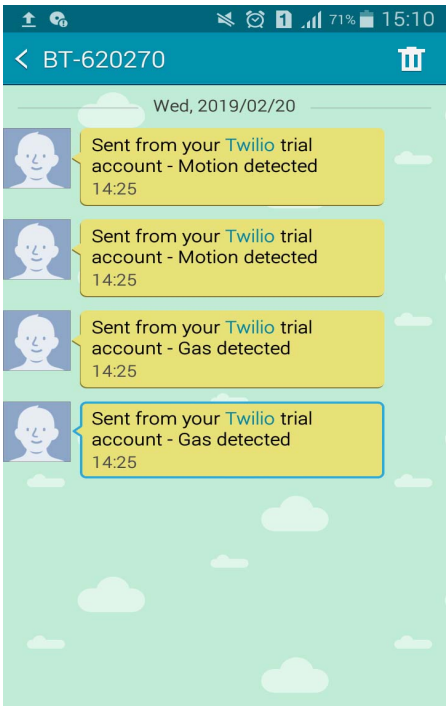 1 71% 15:10
BT-620270
Wed, 2019/02/20
Sent from your Twilio trial
account - Motion detected
14:25
Sent from your Twilio trial
account - Motion detected
14:25
Sent from your Twilio trial
account - Gas detected
14:25
Sent from your Twilio trial
account - Gas detected
14:25